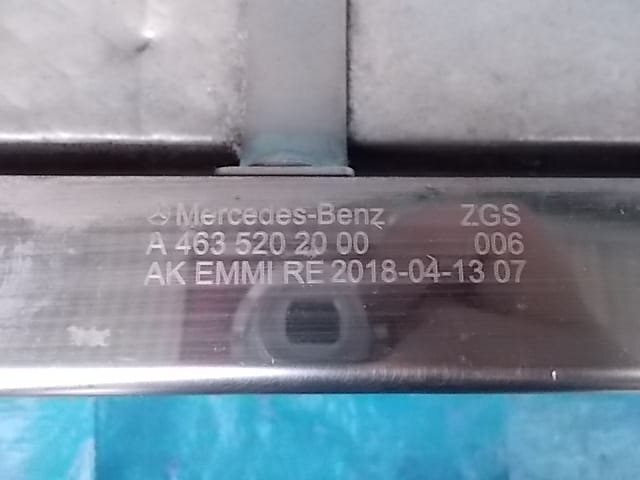 Mercedes-Benz ZGS
A 463 520 20 00 006
AK EMMI RE 2018-04-13 07